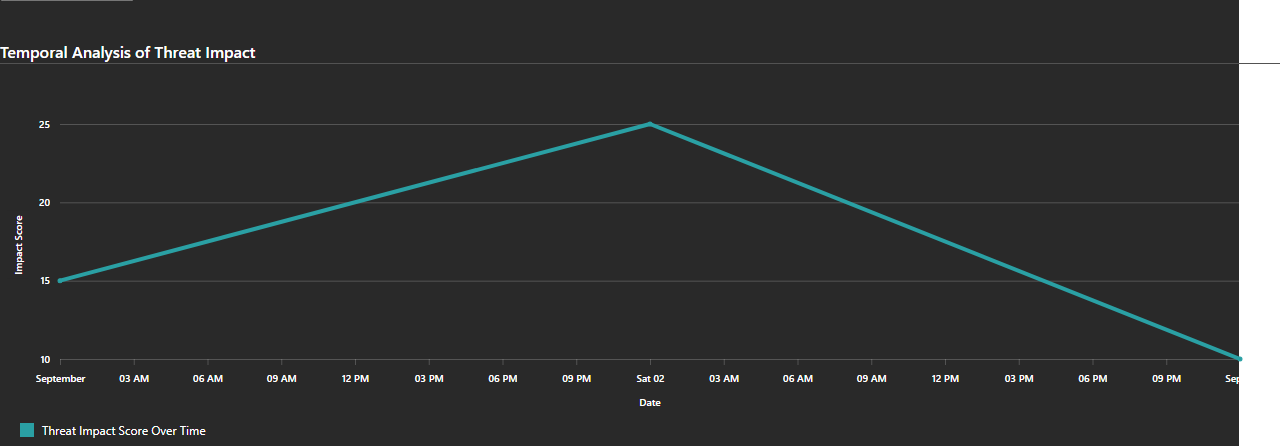 Temporal Analysis of Threat Impact
25
20
15
10
Impact Score
September 03 AM 06 AM 09 AM 12 PM 03 PM 06 PM 09 PM Sat 02 03 AM 06 AM 09 AM 12 PM 03 PM 06 PM 09 PM Sep
Date
Threat Impact Score Over Time